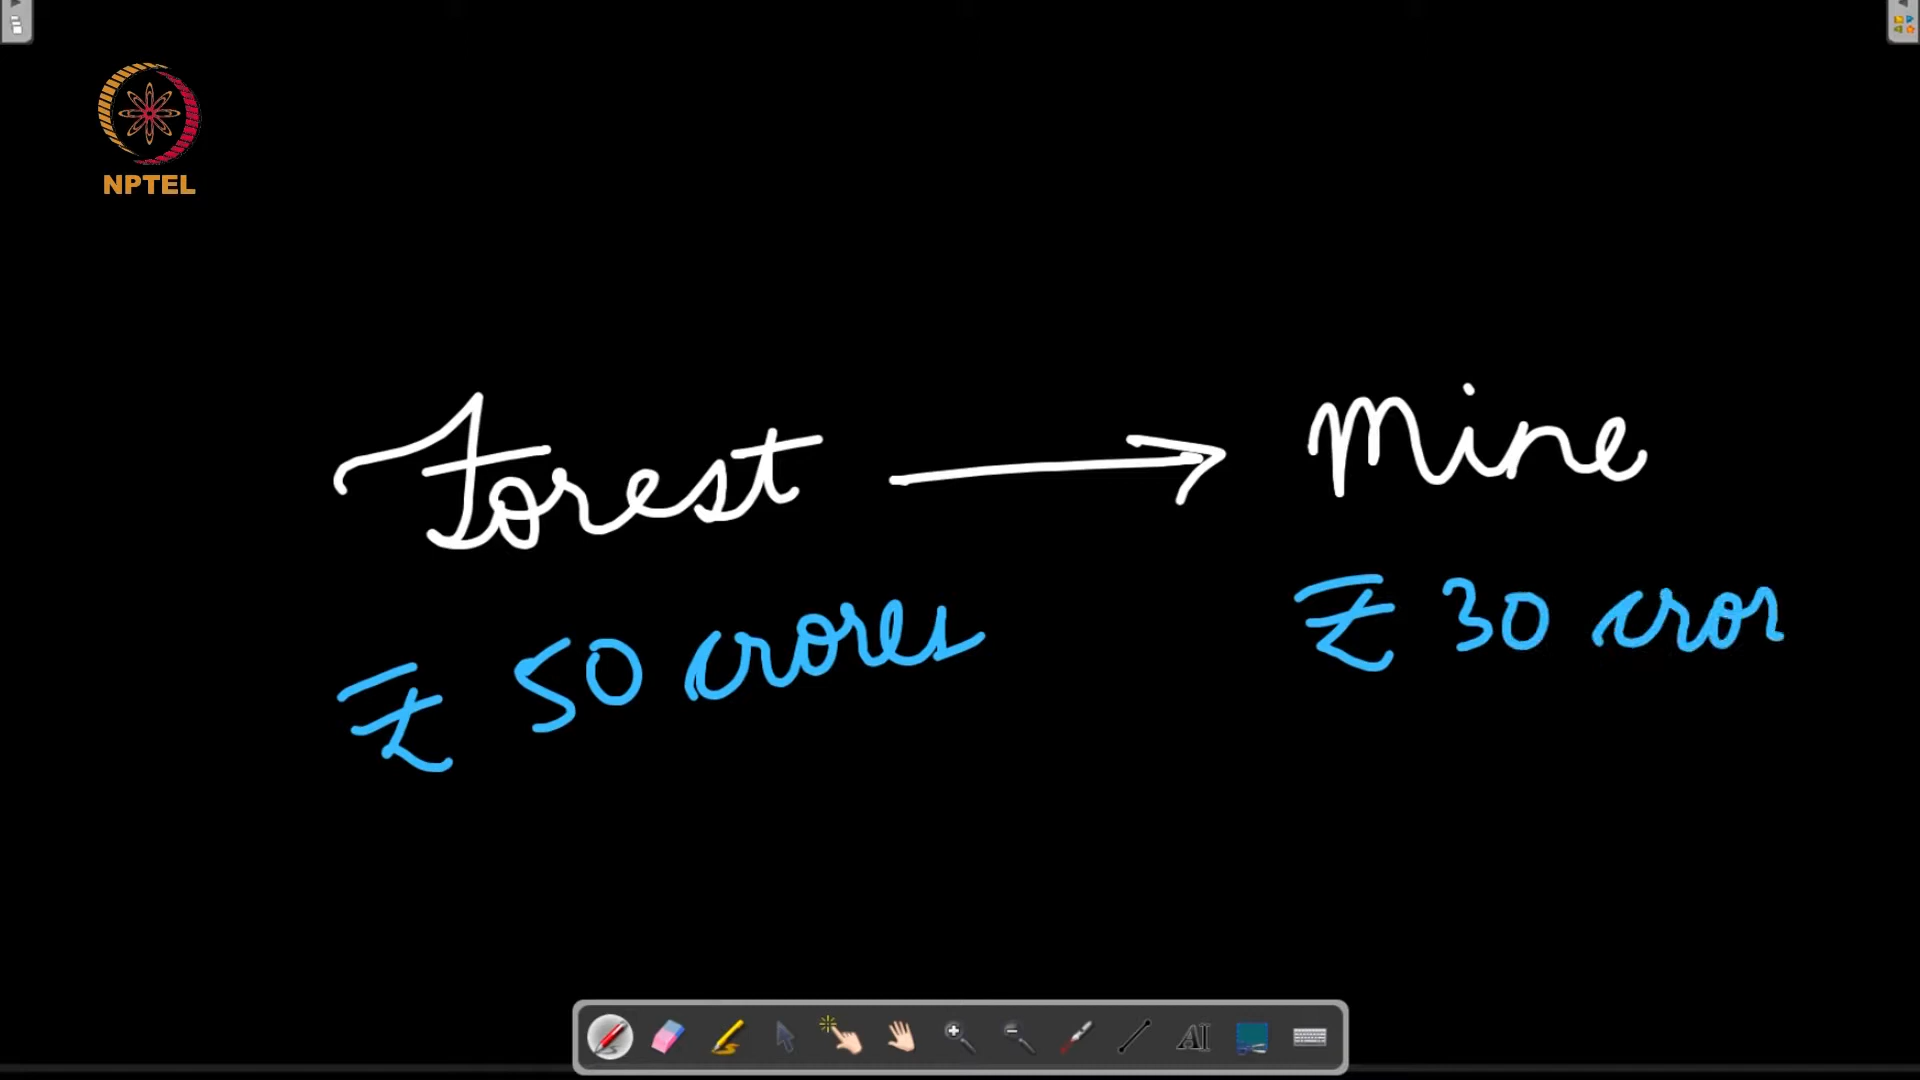 NPTEL
Forest → Mine
₹ 50 crores ₹ 30 cror